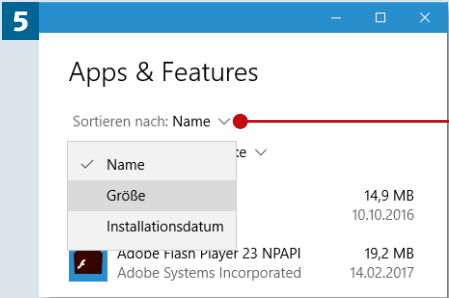 5
Apps & Features
Sortieren nach: Name
Name
Größe
Installationsdatum
14,9 MB
10.10.2016
Adobe Flash Player 23 NPAPI 19,2 MB
Adobe Systems Incorporated 14.02.2017